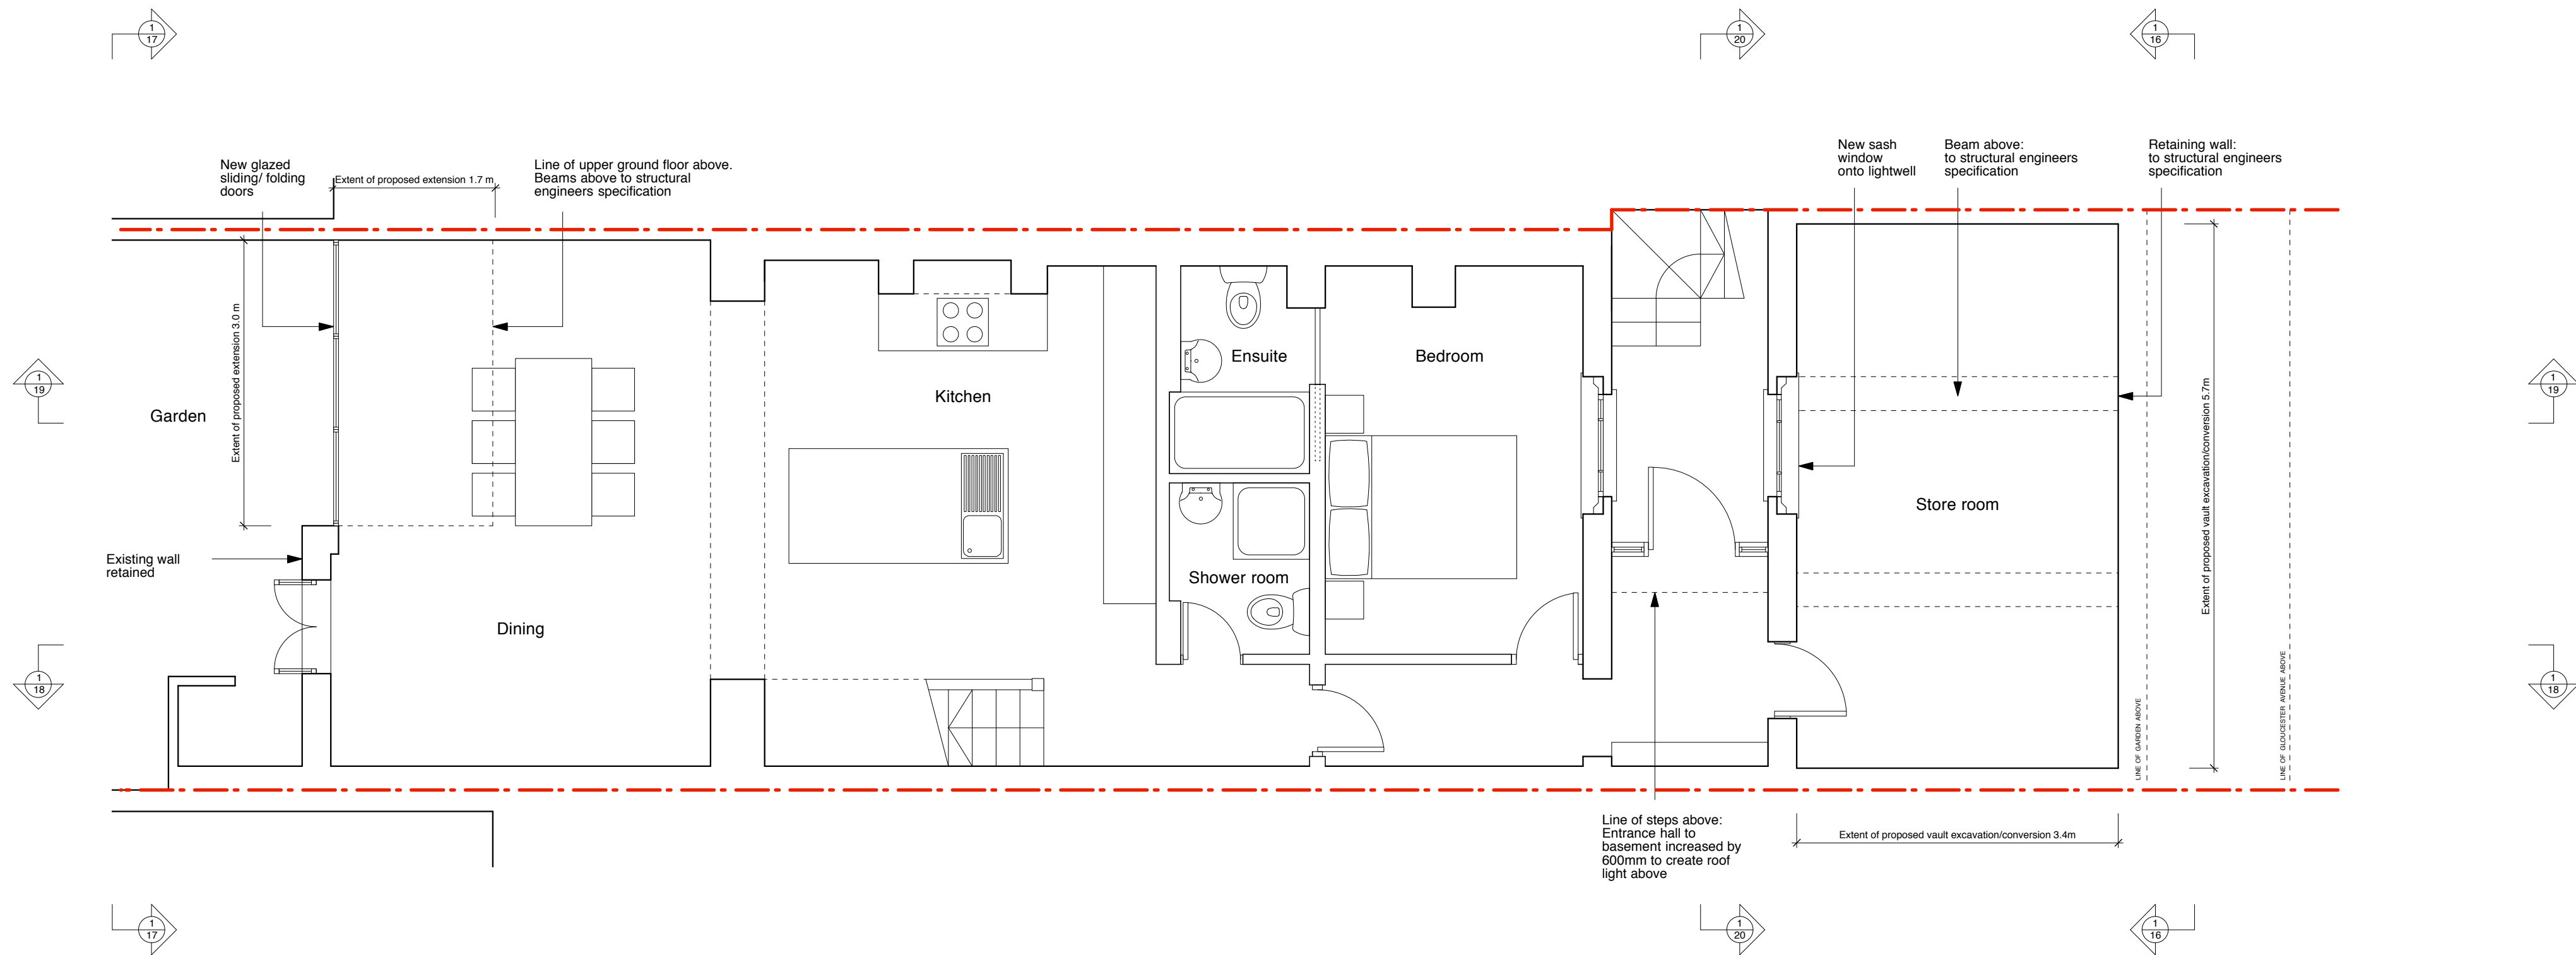 1
17
1
20
1
16
New glazed
sliding/ folding
doors
Extent of proposed extension 1.7 m
Line of upper ground floor above.
Beams above to structural
engineers specification
New sash
window
onto lightwell
Beam above:
to structural engineers
specification
Retaining wall:
to structural engineers
specification
1
19
Garden
Extent of proposed extension 3.0 m
Kitchen
Ensuite
Bedroom
Store room
Extent of proposed vault excavation/conversion 5.7m
1
19
Existing wall
retained
Dining
Shower room
1
18
LINE OF GARDEN ABOVE
LINE OF GLOUCESTER AVENUE ABOVE
1
18
Line of steps above:
Entrance hall to
basement increased by
600mm to create roof
light above
Extent of proposed vault excavation/conversion 3.4m
1
17
1
20
1
16